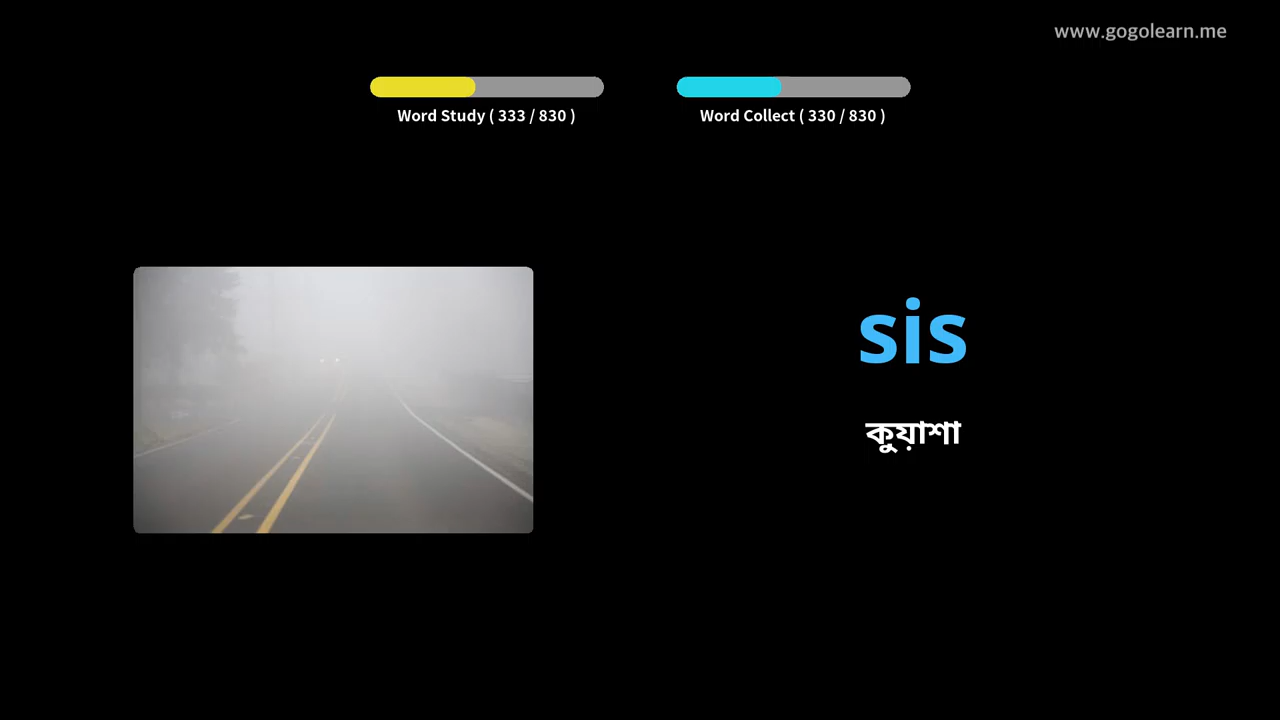 www.gogolearn.me
Word Study ( 333 / 830 )
Word Collect ( 330 / 830 )
sis
কুয়াশা